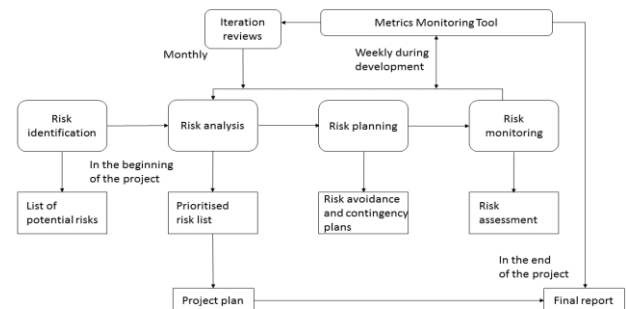 Iteration
reviews
Metrics Monitoring Tool
Monthly
Weekly during
development
Risk
identification
Risk analysis
Risk planning
Risk
monitoring
In the beginning
of the project
List of
potential risks
Prioritised
risk list
Risk avoidance
and contingency
plans
Risk
assessment
In the end
of the project
Project plan
Final report